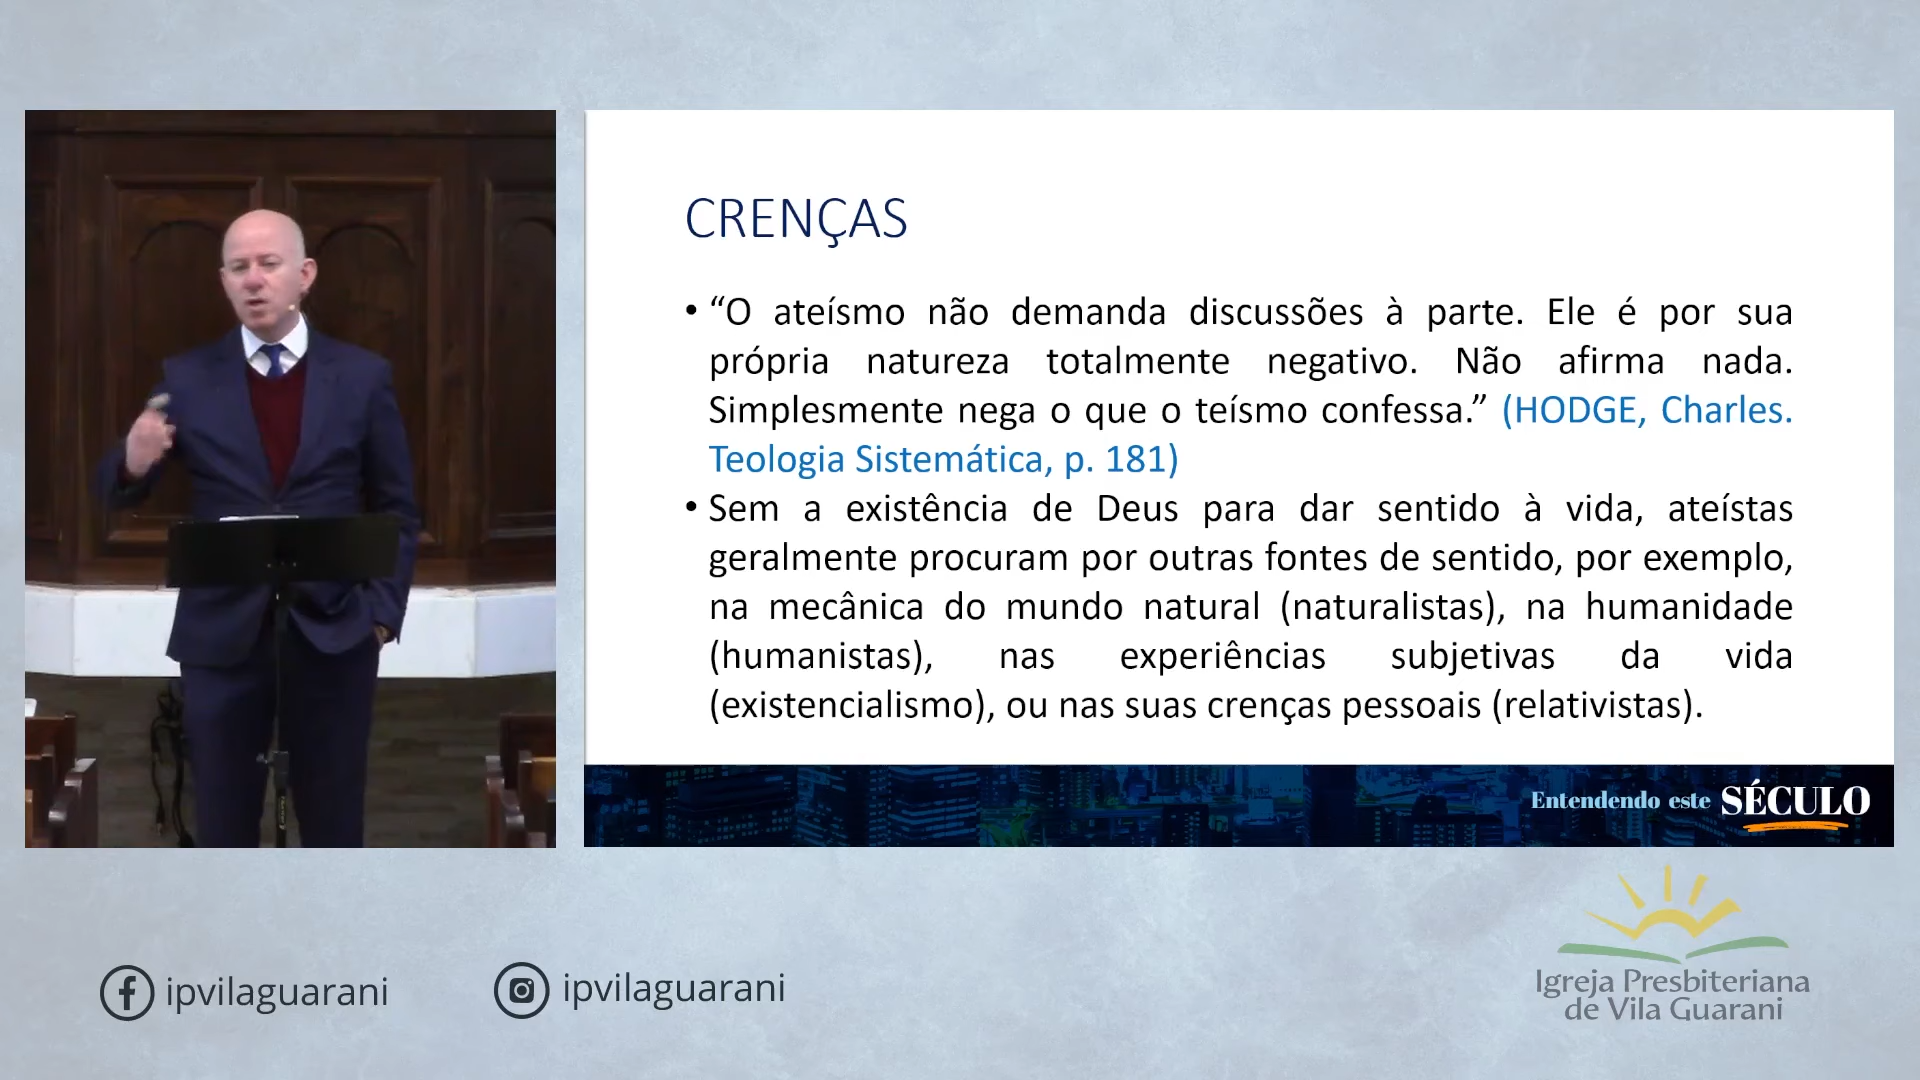 CRENÇAS
• “O ateísmo não demanda discussões à parte. Ele é por sua
própria natureza totalmente negativo. Não afirma nada.
Simplesmente nega o que o teísmo confessa.” (HODGE, Charles.
Teologia Sistemática, p. 181)
• Sem a existência de Deus para dar sentido à vida, ateístas
geralmente procuram por outras fontes de sentido, por exemplo,
na mecânica do mundo natural (naturalistas), na humanidade
(humanistas), nas experiências subjetivas da vida
(existencialismo), ou nas suas crenças pessoais (relativistas).
Entendendo este SÉCULO
ipvilaguarani
ipvilaguarani
Igreja Presbiteriana
de Vila Guarani